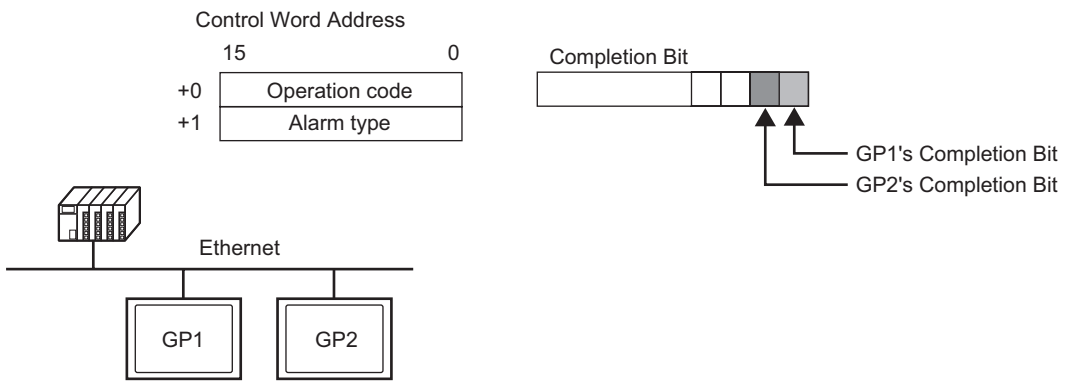 Control Word Address
15 0
Completion Bit
+0 Operation code
+1 Alarm type
GP1's Completion Bit
GP2's Completion Bit
Ethernet
GP1 GP2